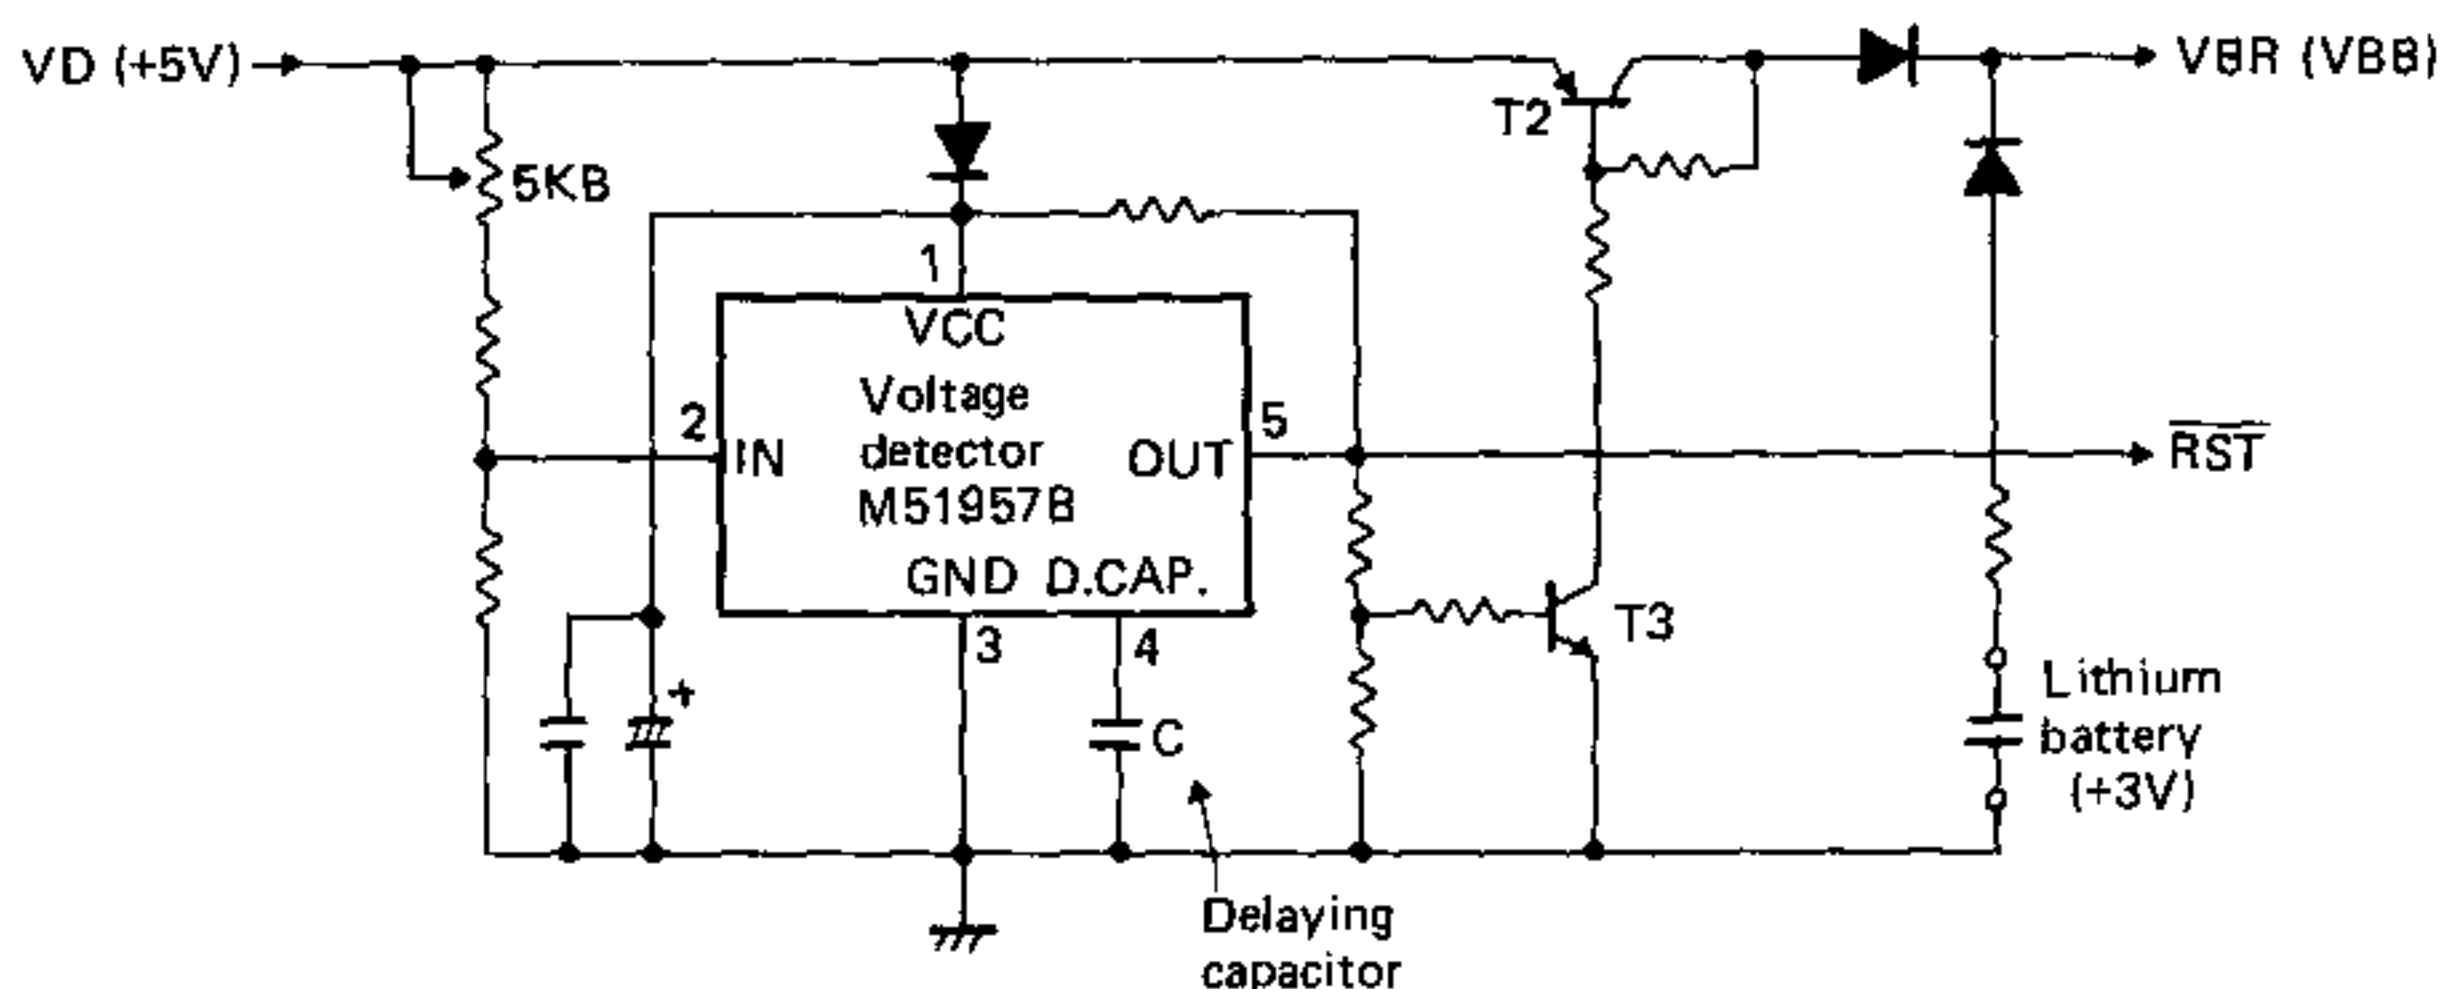 VD (+5V)
VBR (VBB)
T2
5KB
1
VCC
Voltage
detector
M51957B
2
IN
OUT
5
RST
GND D.CAP.
3
4
T3
+
C
Lithium
battery
(+3V)
Delaying
capacitor